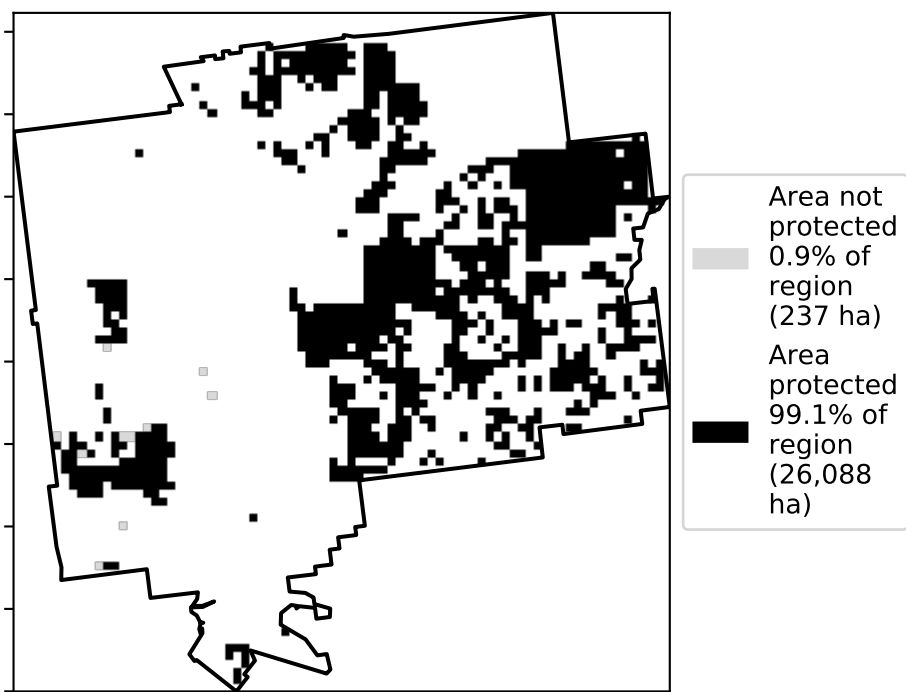 Area not
protected
0.9% of
region
(237 ha)
Area
protected
99.1% of
region
(26,088
ha)